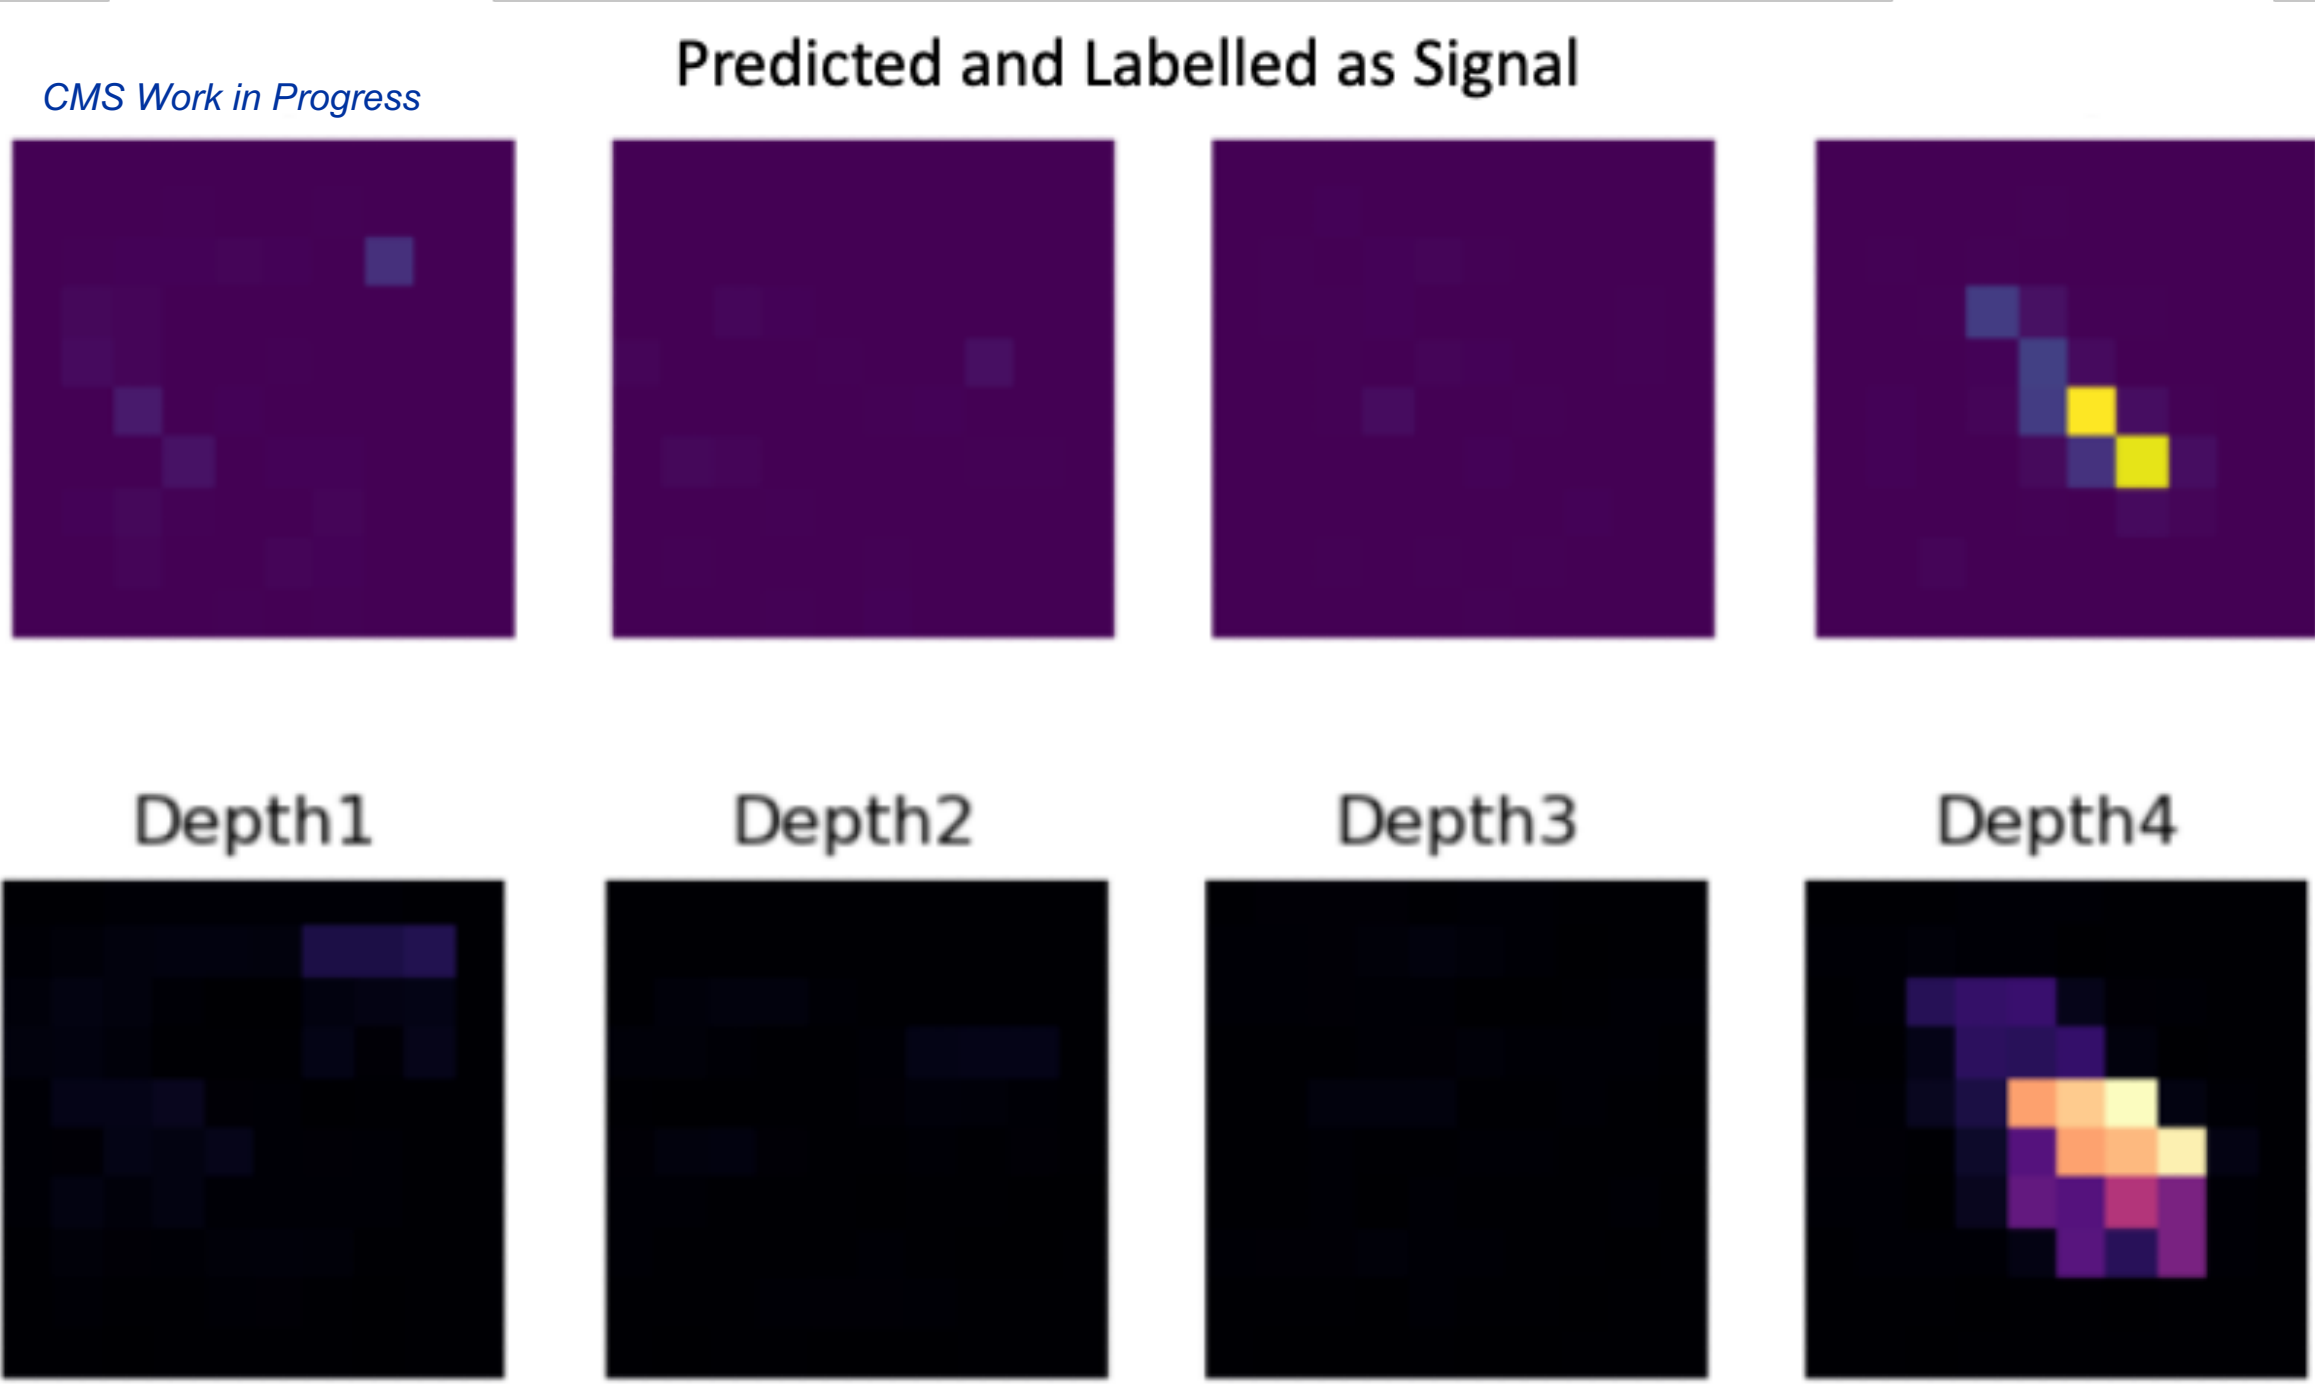 Predicted and Labelled as Signal
CMS Work in Progress
Depth1
Depth2
Depth3
Depth4